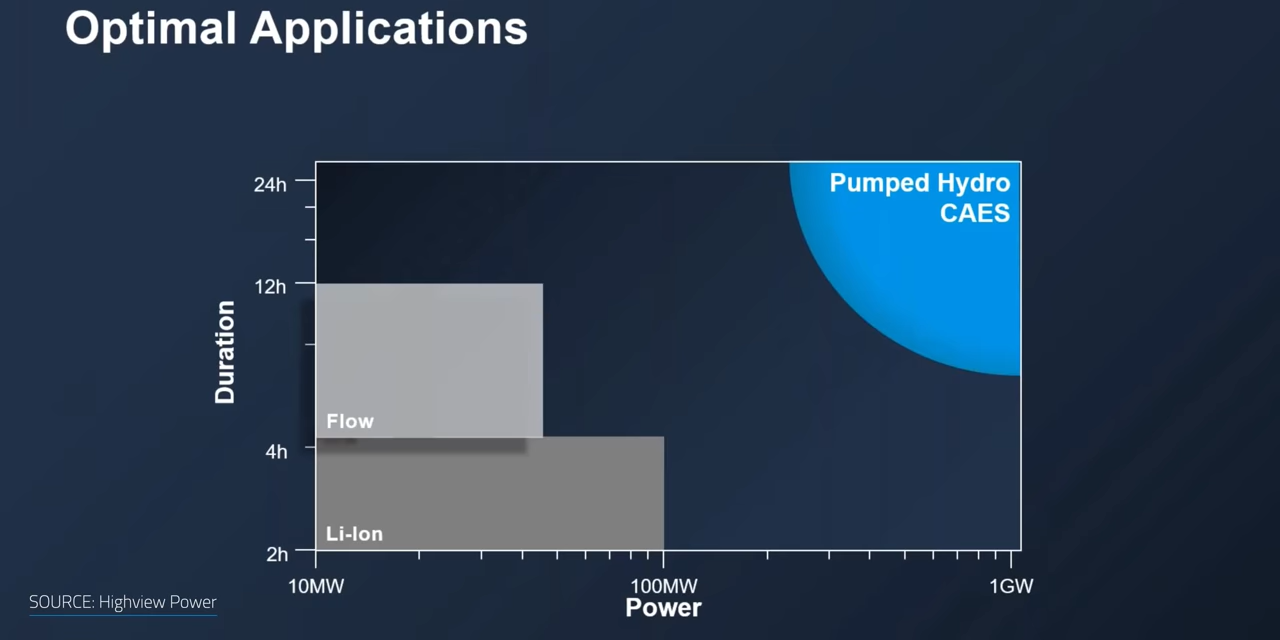 Optimal Applications
Pumped Hydro
CAES
24h
12h
4h
2h
Duration
Flow
Li-Ion
10MW
100MW
1GW
Power
SOURCE: Highview Power